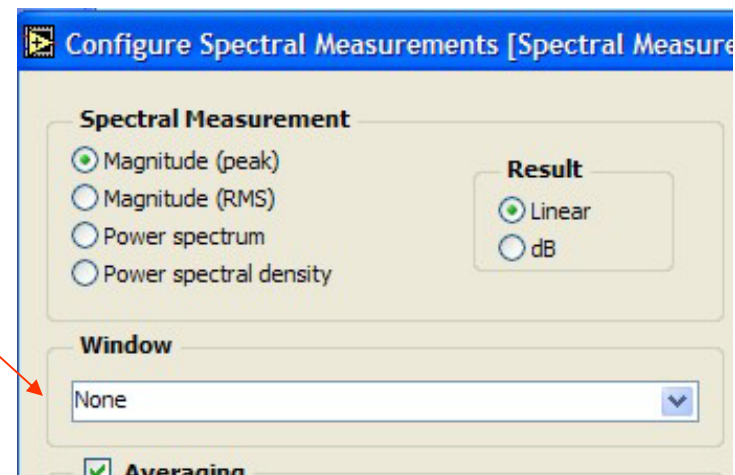 Configure Spectral Measurements [Spectral Measure
Spectral Measurement
Magnitude (peak)
Magnitude (RMS)
Power spectrum
Power spectral density
Result
Linear
dB
Window
None
Averaging